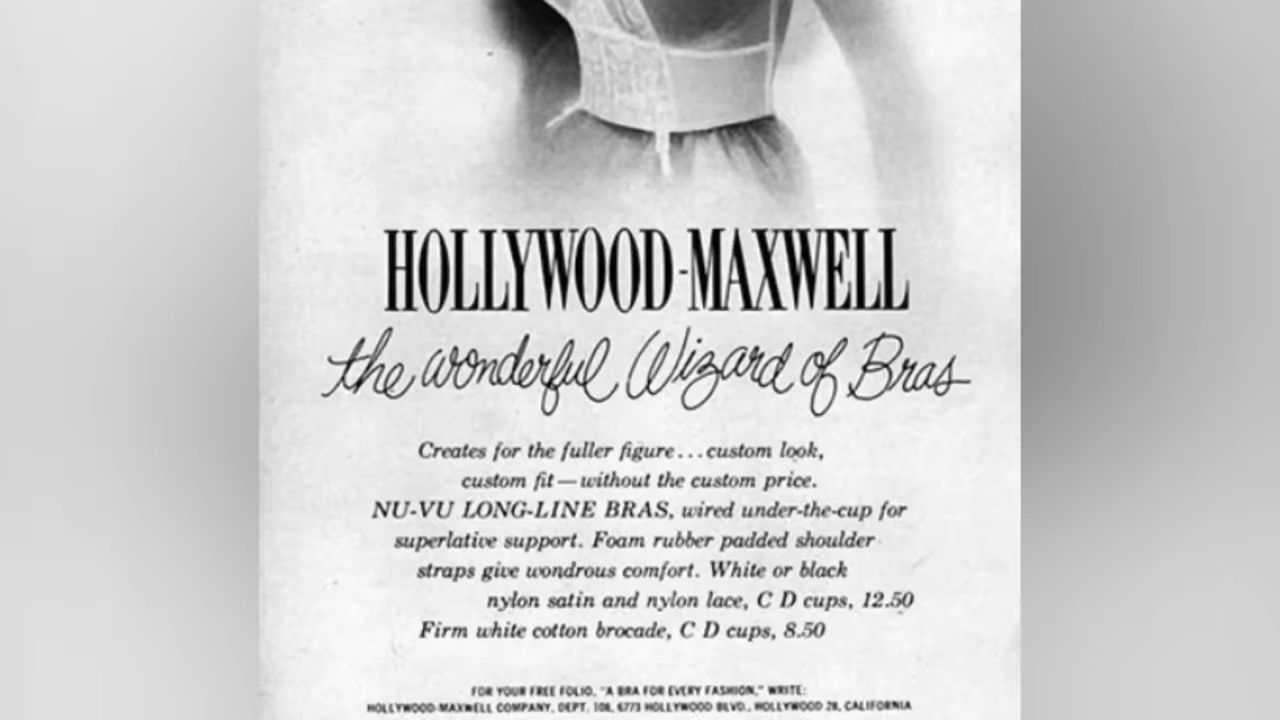 HOLLYWOOD-MAXWELL
the wonderful Wizard of Bras
Creates for the fuller figure...custom look,
custom fit—without the custom price.
NU-VU LONG-LINE BRAS, wired under-the-cup for
superlative support. Foam rubber padded shoulder
straps give wondrous comfort. White or black
nylon satin and nylon lace, C D cups, 12.50
Firm white cotton brocade, C D cups, 8.50
FOR YOUR FREE FOLIO, "A BRA FOR EVERY FASHION," WRITE:
HOLLYWOOD-MAXWELL COMPANY, DEPT. 108, 6773 HOLLYWOOD BLVD., HOLLYWOOD 28, CALIFORNIA